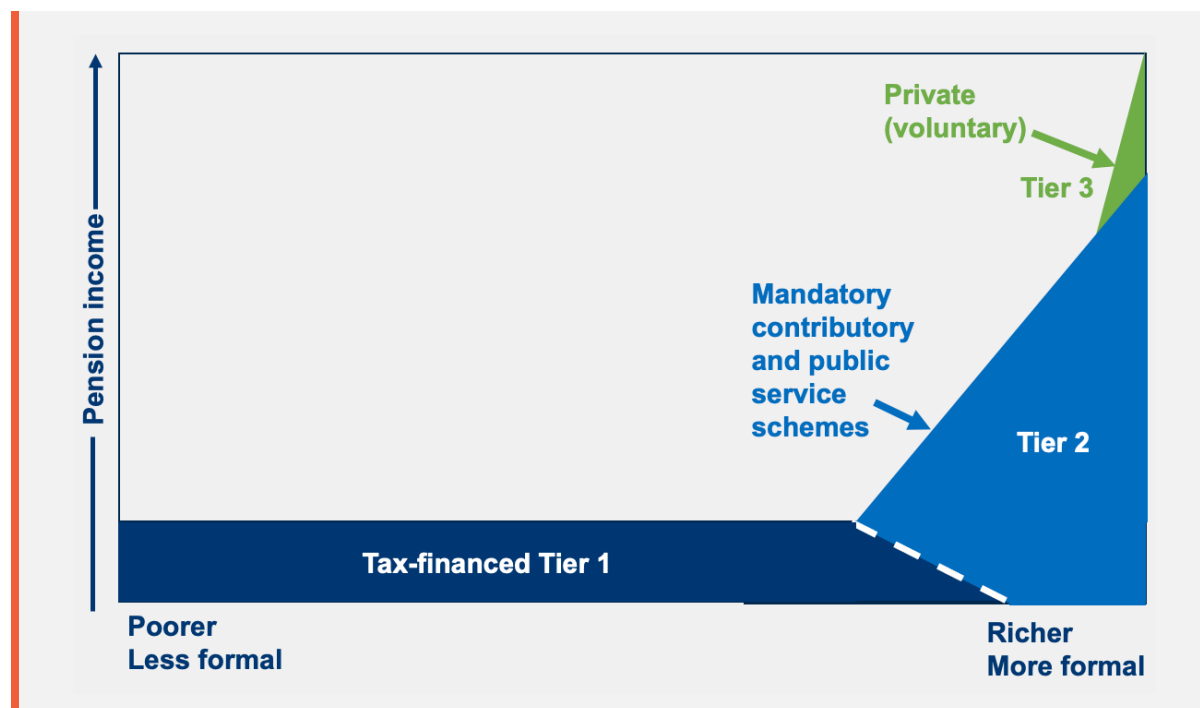 Private
(voluntary)
Tier 3
Pension income
Mandatory
contributory
and public
service
schemes
Tier 2
Tax-financed Tier 1
Poorer
Less formal
Richer
More formal